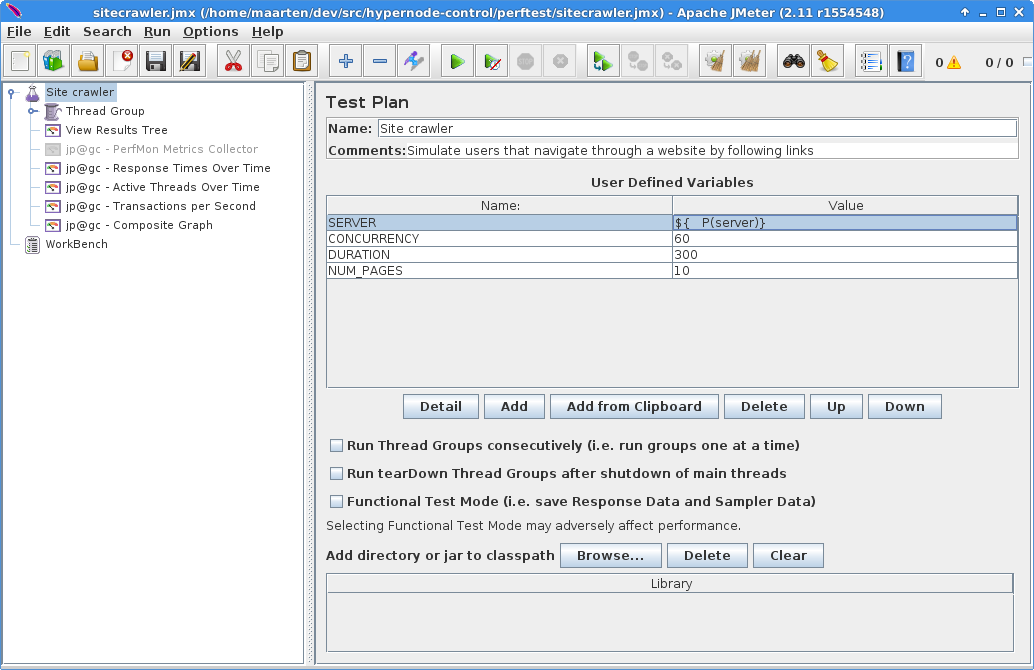 sitecrawler.jmx (/home/maarten/dev/src/hypernode-control/perftest/sitecrawler.jmx) - Apache JMeter (2.11 r1554548)
File Edit Search Run Options Help
0 0 / 0
Site crawler
Thread Group
View Results Tree
jp@gc - PerfMon Metrics Collector
jp@gc - Response Times Over Time
jp@gc - Active Threads Over Time
jp@gc - Transactions per Second
jp@gc - Composite Graph
WorkBench
Test Plan
Name: Site crawler
Comments: Simulate users that navigate through a website by following links
User Defined Variables
Name: Value
SERVER ${__P(server)}
CONCURRENCY 60
DURATION 300
NUM_PAGES 10
Detail Add Add from Clipboard Delete Up Down
Run Thread Groups consecutively (i.e. run groups one at a time)
Run tearDown Thread Groups after shutdown of main threads
Functional Test Mode (i.e. save Response Data and Sampler Data)
Selecting Functional Test Mode may adversely affect performance.
Add directory or jar to classpath Browse... Delete Clear
Library